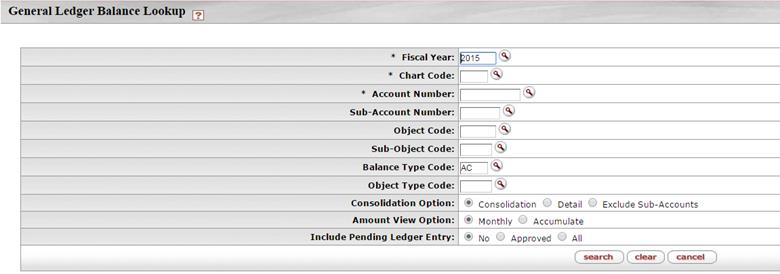 General Ledger Balance Lookup ?
* Fiscal Year: 2015
* Chart Code:
* Account Number:
Sub-Account Number:
Object Code:
Sub-Object Code:
Balance Type Code: AC
Object Type Code:
Consolidation Option: Consolidation Detail Exclude Sub-Accounts
Amount View Option: Monthly Accumulate
Include Pending Ledger Entry: No Approved All
search clear cancel